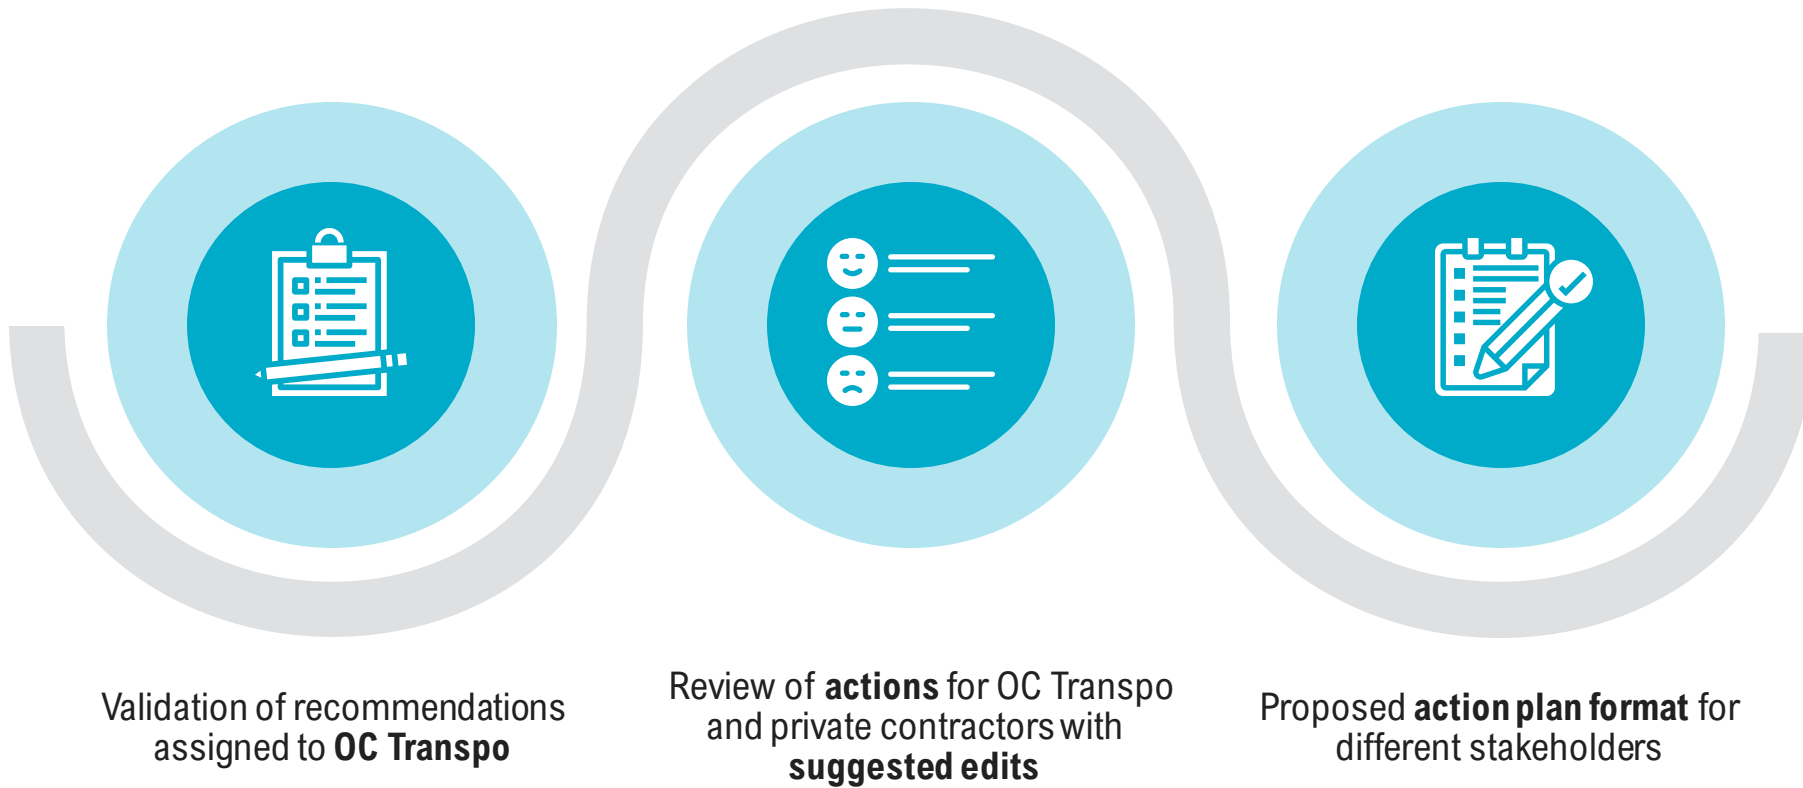 Validation of recommendations
assigned to OC Transpo
Review of actions for OC Transpo
and private contractors with
suggested edits
Proposed action plan format for
different stakeholders